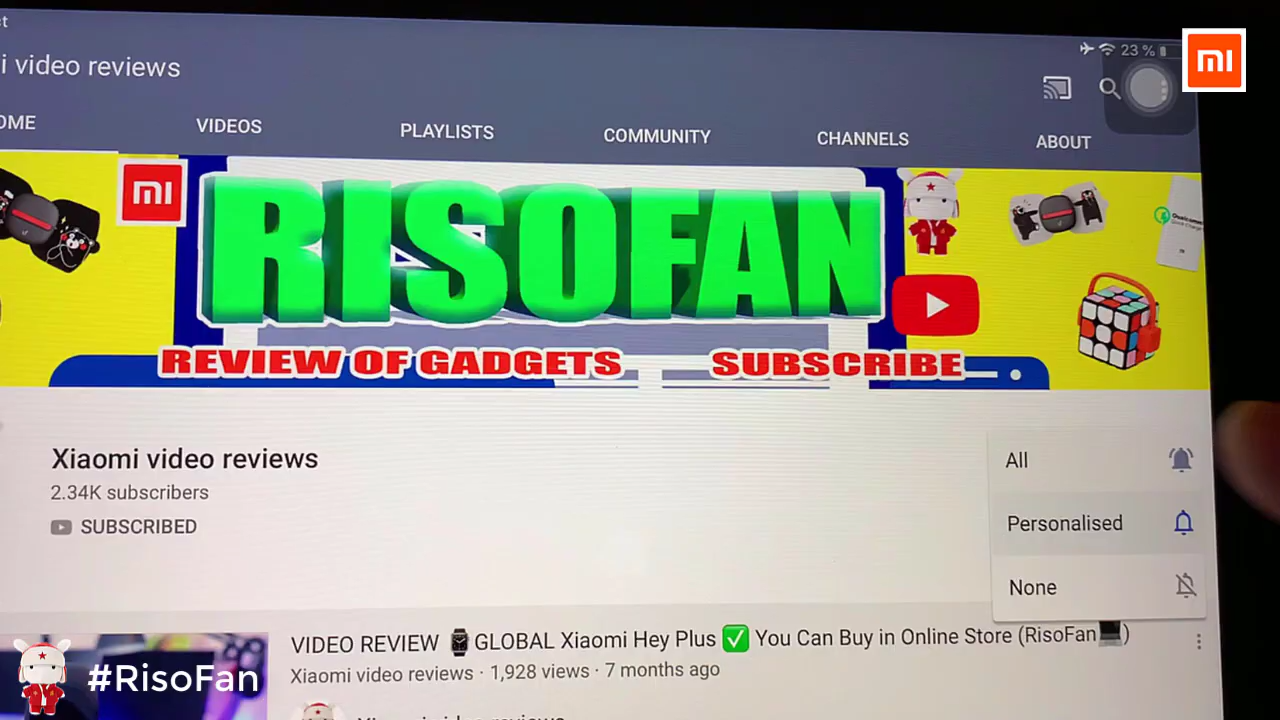 i video reviews
23 %
OME
VIDEOS
PLAYLISTS
COMMUNITY
CHANNELS
ABOUT
RISOFAN
REVIEW OF GADGETS
SUBSCRIBE
Xiaomi video reviews
2.34K subscribers
SUBSCRIBED
All
Personalised
None
VIDEO REVIEW ⌚GLOBAL Xiaomi Hey Plus ✅ You Can Buy in Online Store (RisoFan💻)
Xiaomi video reviews · 1,928 views · 7 months ago
#RisoFan